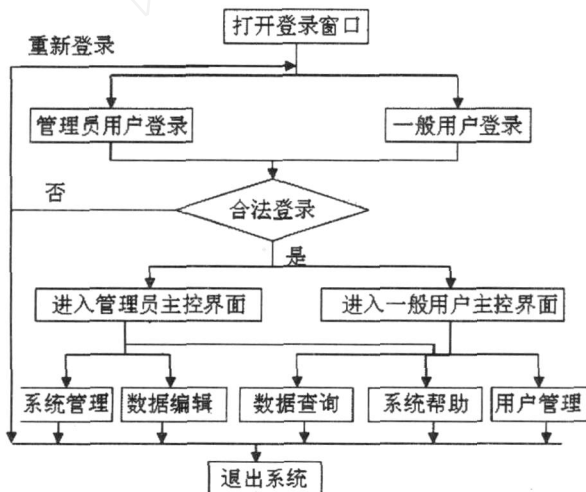 打开登录窗口
重新登录
管理员用户登录
一般用户登录
否
合法登录
是
进入管理员主控界面
进入一般用户主控界面
系统管理
数据编辑
数据查询
系统帮助
用户管理
退出系统